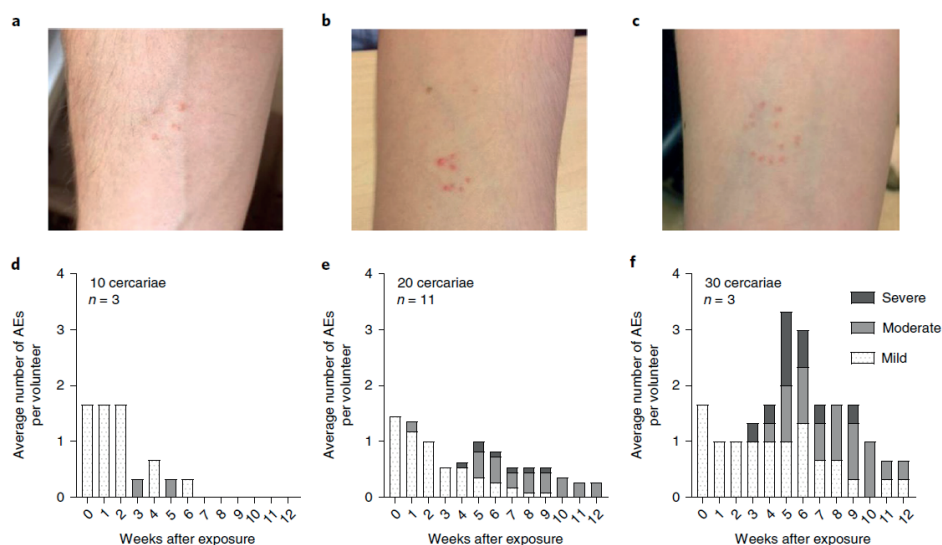 a
b
c
d
4
3
2
1
0
10 cercariae
n = 3
Average number of AEs
per volunteer
0 1 2 3 4 5 6 7 8 9 10 11 12
Weeks after exposure
e
4
3
2
1
0
20 cercariae
n = 11
Average number of AEs
per volunteer
0 1 2 3 4 5 6 7 8 9 10 11 12
Weeks after exposure
f
4
3
2
1
0
30 cercariae
n = 3
Severe
Moderate
Mild
Average number of AEs
per volunteer
0 1 2 3 4 5 6 7 8 9 10 11 12
Weeks after exposure